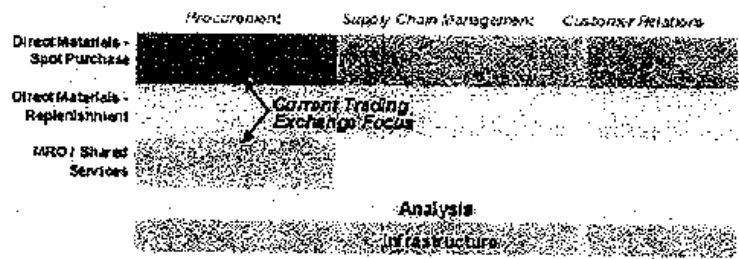 Procurement Supply Chain Management Customer Relations
Direct Materials -
Spot Purchase
Direct Materials -
Replenishment
Current Trading
Exchange Focus
MRO / Shared
Services
Analysis
Infrastructure